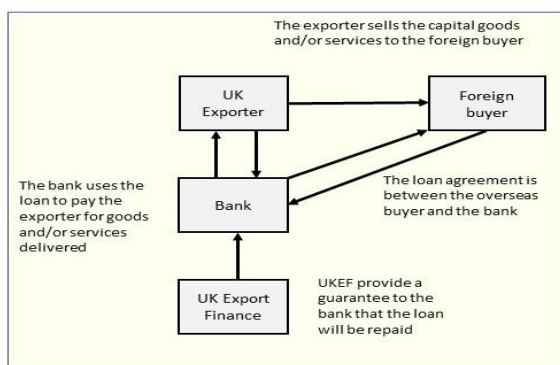 The exporter sells the capital goods
and/or services to the foreign buyer
UK
Exporter
Foreign
buyer
The bank uses the
loan to pay the
exporter for goods
and/or services
delivered
Bank
The loan agreement is
between the overseas
buyer and the bank
UK Export
Finance
UKEF provide a
guarantee to the
bank that the loan
will be repaid